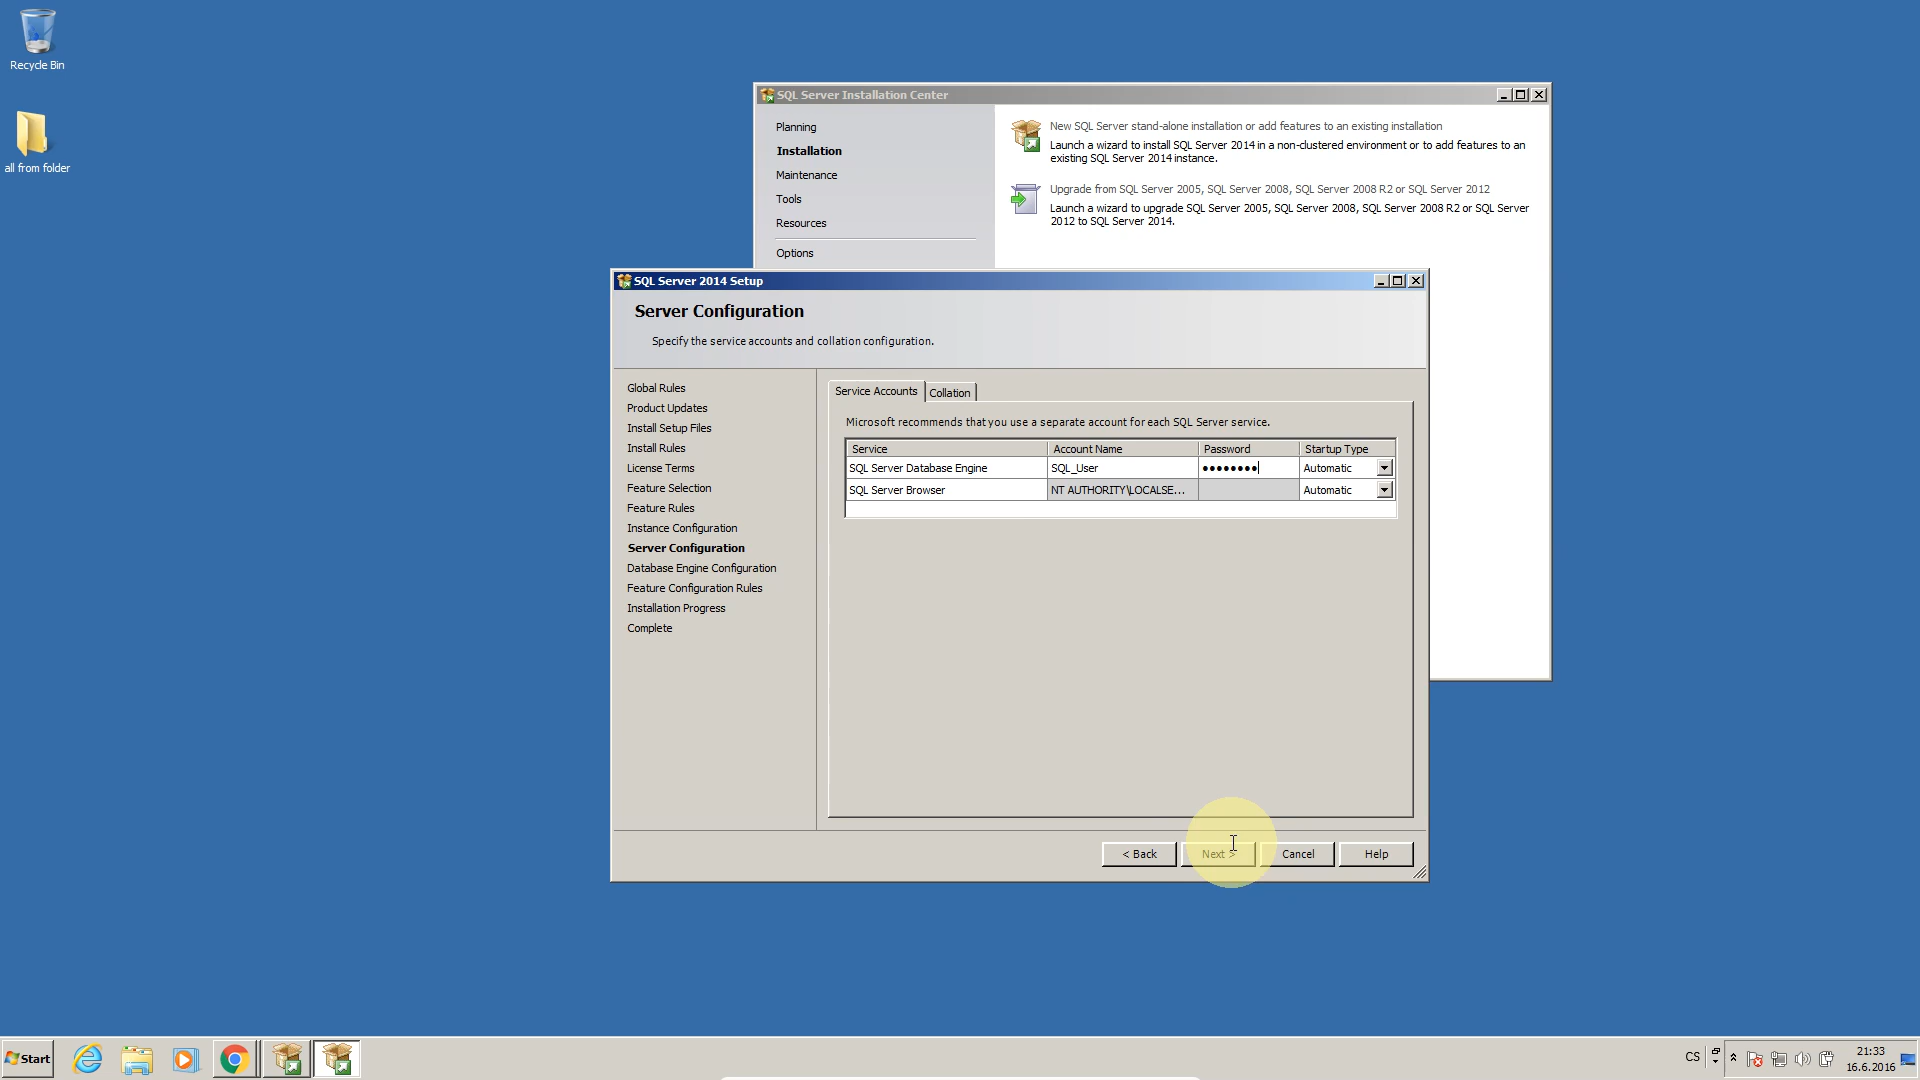 Recycle Bin
all from folder
SQL Server Installation Center
Planning
Installation
Maintenance
Tools
Resources
Options
New SQL Server stand-alone installation or add features to an existing installation
Launch a wizard to install SQL Server 2014 in a non-clustered environment or to add features to an
existing SQL Server 2014 instance.
Upgrade from SQL Server 2005, SQL Server 2008, SQL Server 2008 R2 or SQL Server 2012
Launch a wizard to upgrade SQL Server 2005, SQL Server 2008, SQL Server 2008 R2 or SQL Server
2012 to SQL Server 2014.
SQL Server 2014 Setup
Server Configuration
Specify the service accounts and collation configuration.
Global Rules
Product Updates
Install Setup Files
Install Rules
License Terms
Feature Selection
Feature Rules
Instance Configuration
Server Configuration
Database Engine Configuration
Feature Configuration Rules
Installation Progress
Complete
Service Accounts Collation
Microsoft recommends that you use a separate account for each SQL Server service.
Service Account Name Password Startup Type
SQL Server Database Engine SQL_User ●●●●●●●● Automatic
SQL Server Browser NT AUTHORITY\LOCALSE... Automatic
< Back Next > Cancel Help
Start
CS
21:33
16.6.2016